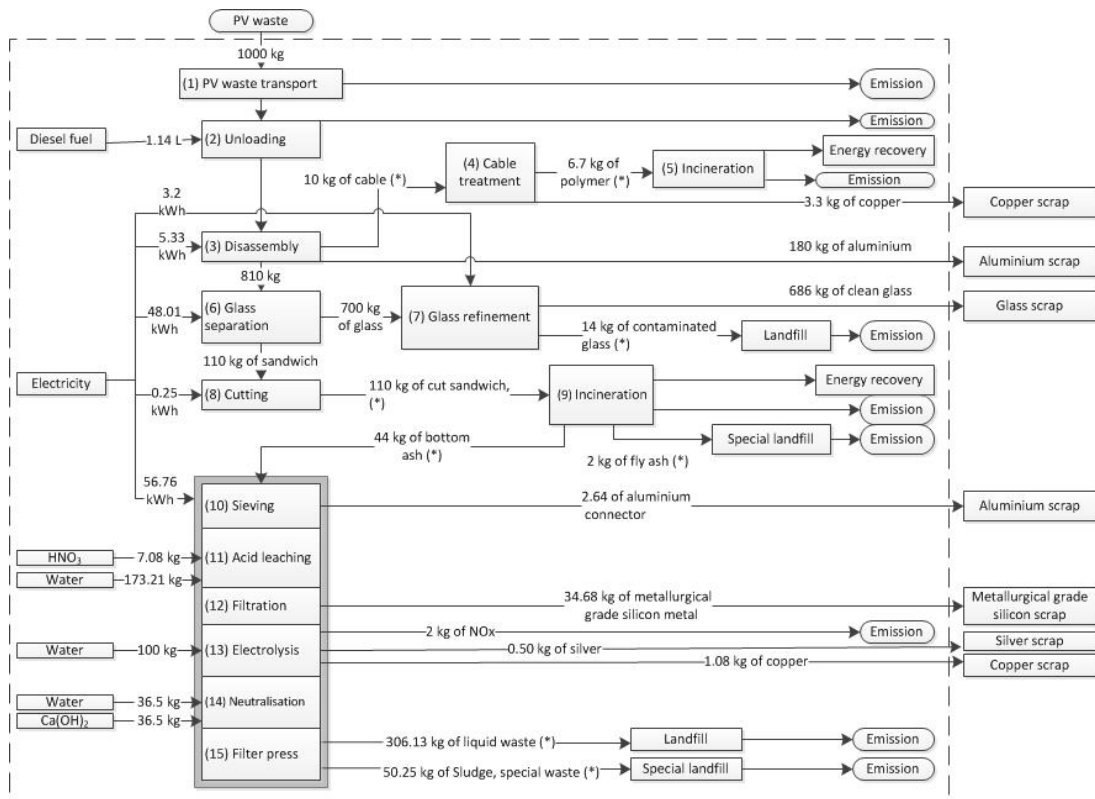 PV waste
1000 kg
(1) PV waste transport
Emission
Diesel fuel
1.14 L
(2) Unloading
Emission
(4) Cable
treatment
6.7 kg of
polymer (*)
(5) Incineration
Energy recovery
Emission
10 kg of cable (*)
3.3 kg of copper
Copper scrap
3.2
kWh
5.33
kWh
(3) Disassembly
180 kg of aluminium
Aluminium scrap
810 kg
48.01
kWh
(6) Glass
separation
700 kg
of glass
(7) Glass refinement
686 kg of clean glass
Glass scrap
14 kg of contaminated
glass (*)
Landfill
Emission
110 kg of sandwich
Electricity
0.25
kWh
(8) Cutting
110 kg of cut sandwich,
(*)
(9) Incineration
Energy recovery
Emission
Special landfill
Emission
44 kg of bottom
ash (*)
2 kg of fly ash (*)
56.76
kWh
(10) Sieving
2.64 of aluminium
connector
Aluminium scrap
HNO₃
7.08 kg
(11) Acid leaching
Water
173.21 kg
(12) Filtration
34.68 kg of metallurgical
grade silicon metal
Metallurgical grade
silicon scrap
2 kg of NOx
Emission
Water
100 kg
(13) Electrolysis
0.50 kg of silver
Silver scrap
1.08 kg of copper
Copper scrap
Water
36.5 kg
(14) Neutralisation
Ca(OH)₂
36.5 kg
(15) Filter press
306.13 kg of liquid waste (*)
Landfill
Emission
50.25 kg of Sludge, special waste (*)
Special landfill
Emission